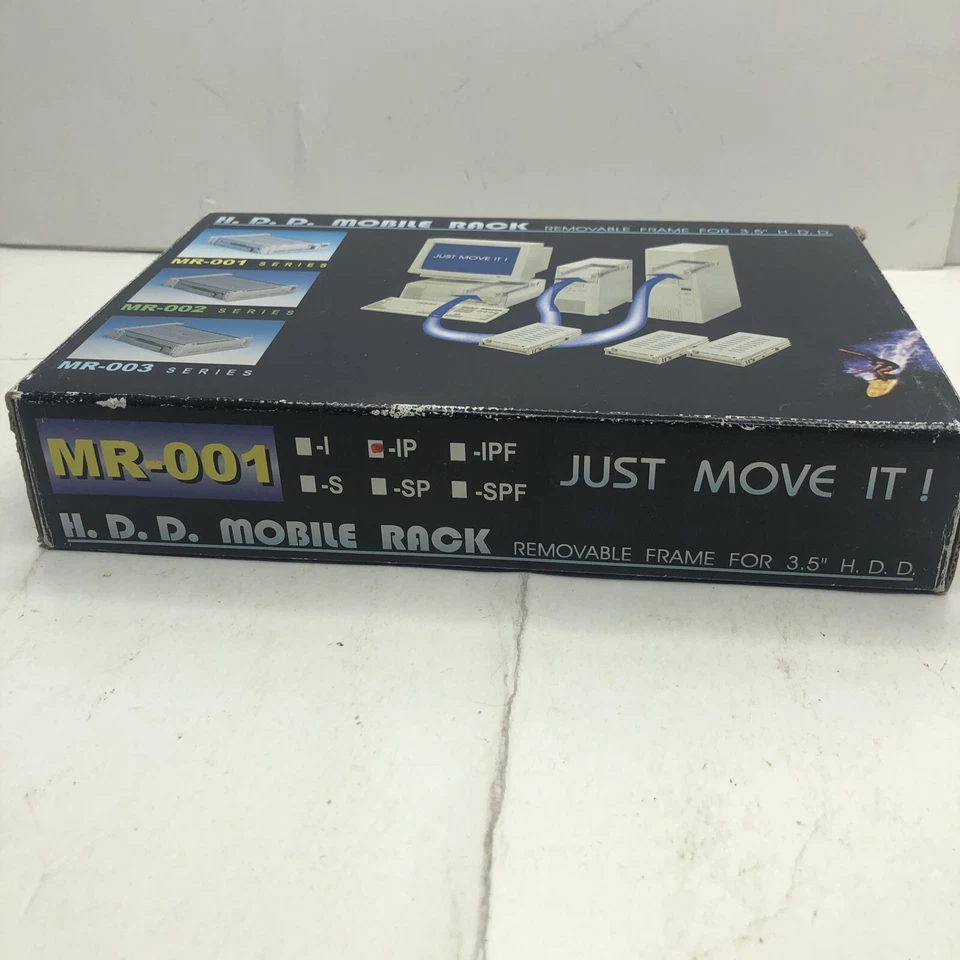 H. D. D. MOBILE RACK REMOVABLE FRAME FOR 3.5" H. D. D.
MR-001 SERIES
JUST MOVE IT !
MR-002 SERIES
MR-003 SERIES
MR-001 -I -IP -IPF JUST MOVE IT !
-S -SP -SPF
H. D. D. MOBILE RACK REMOVABLE FRAME FOR 3.5" H. D. D.